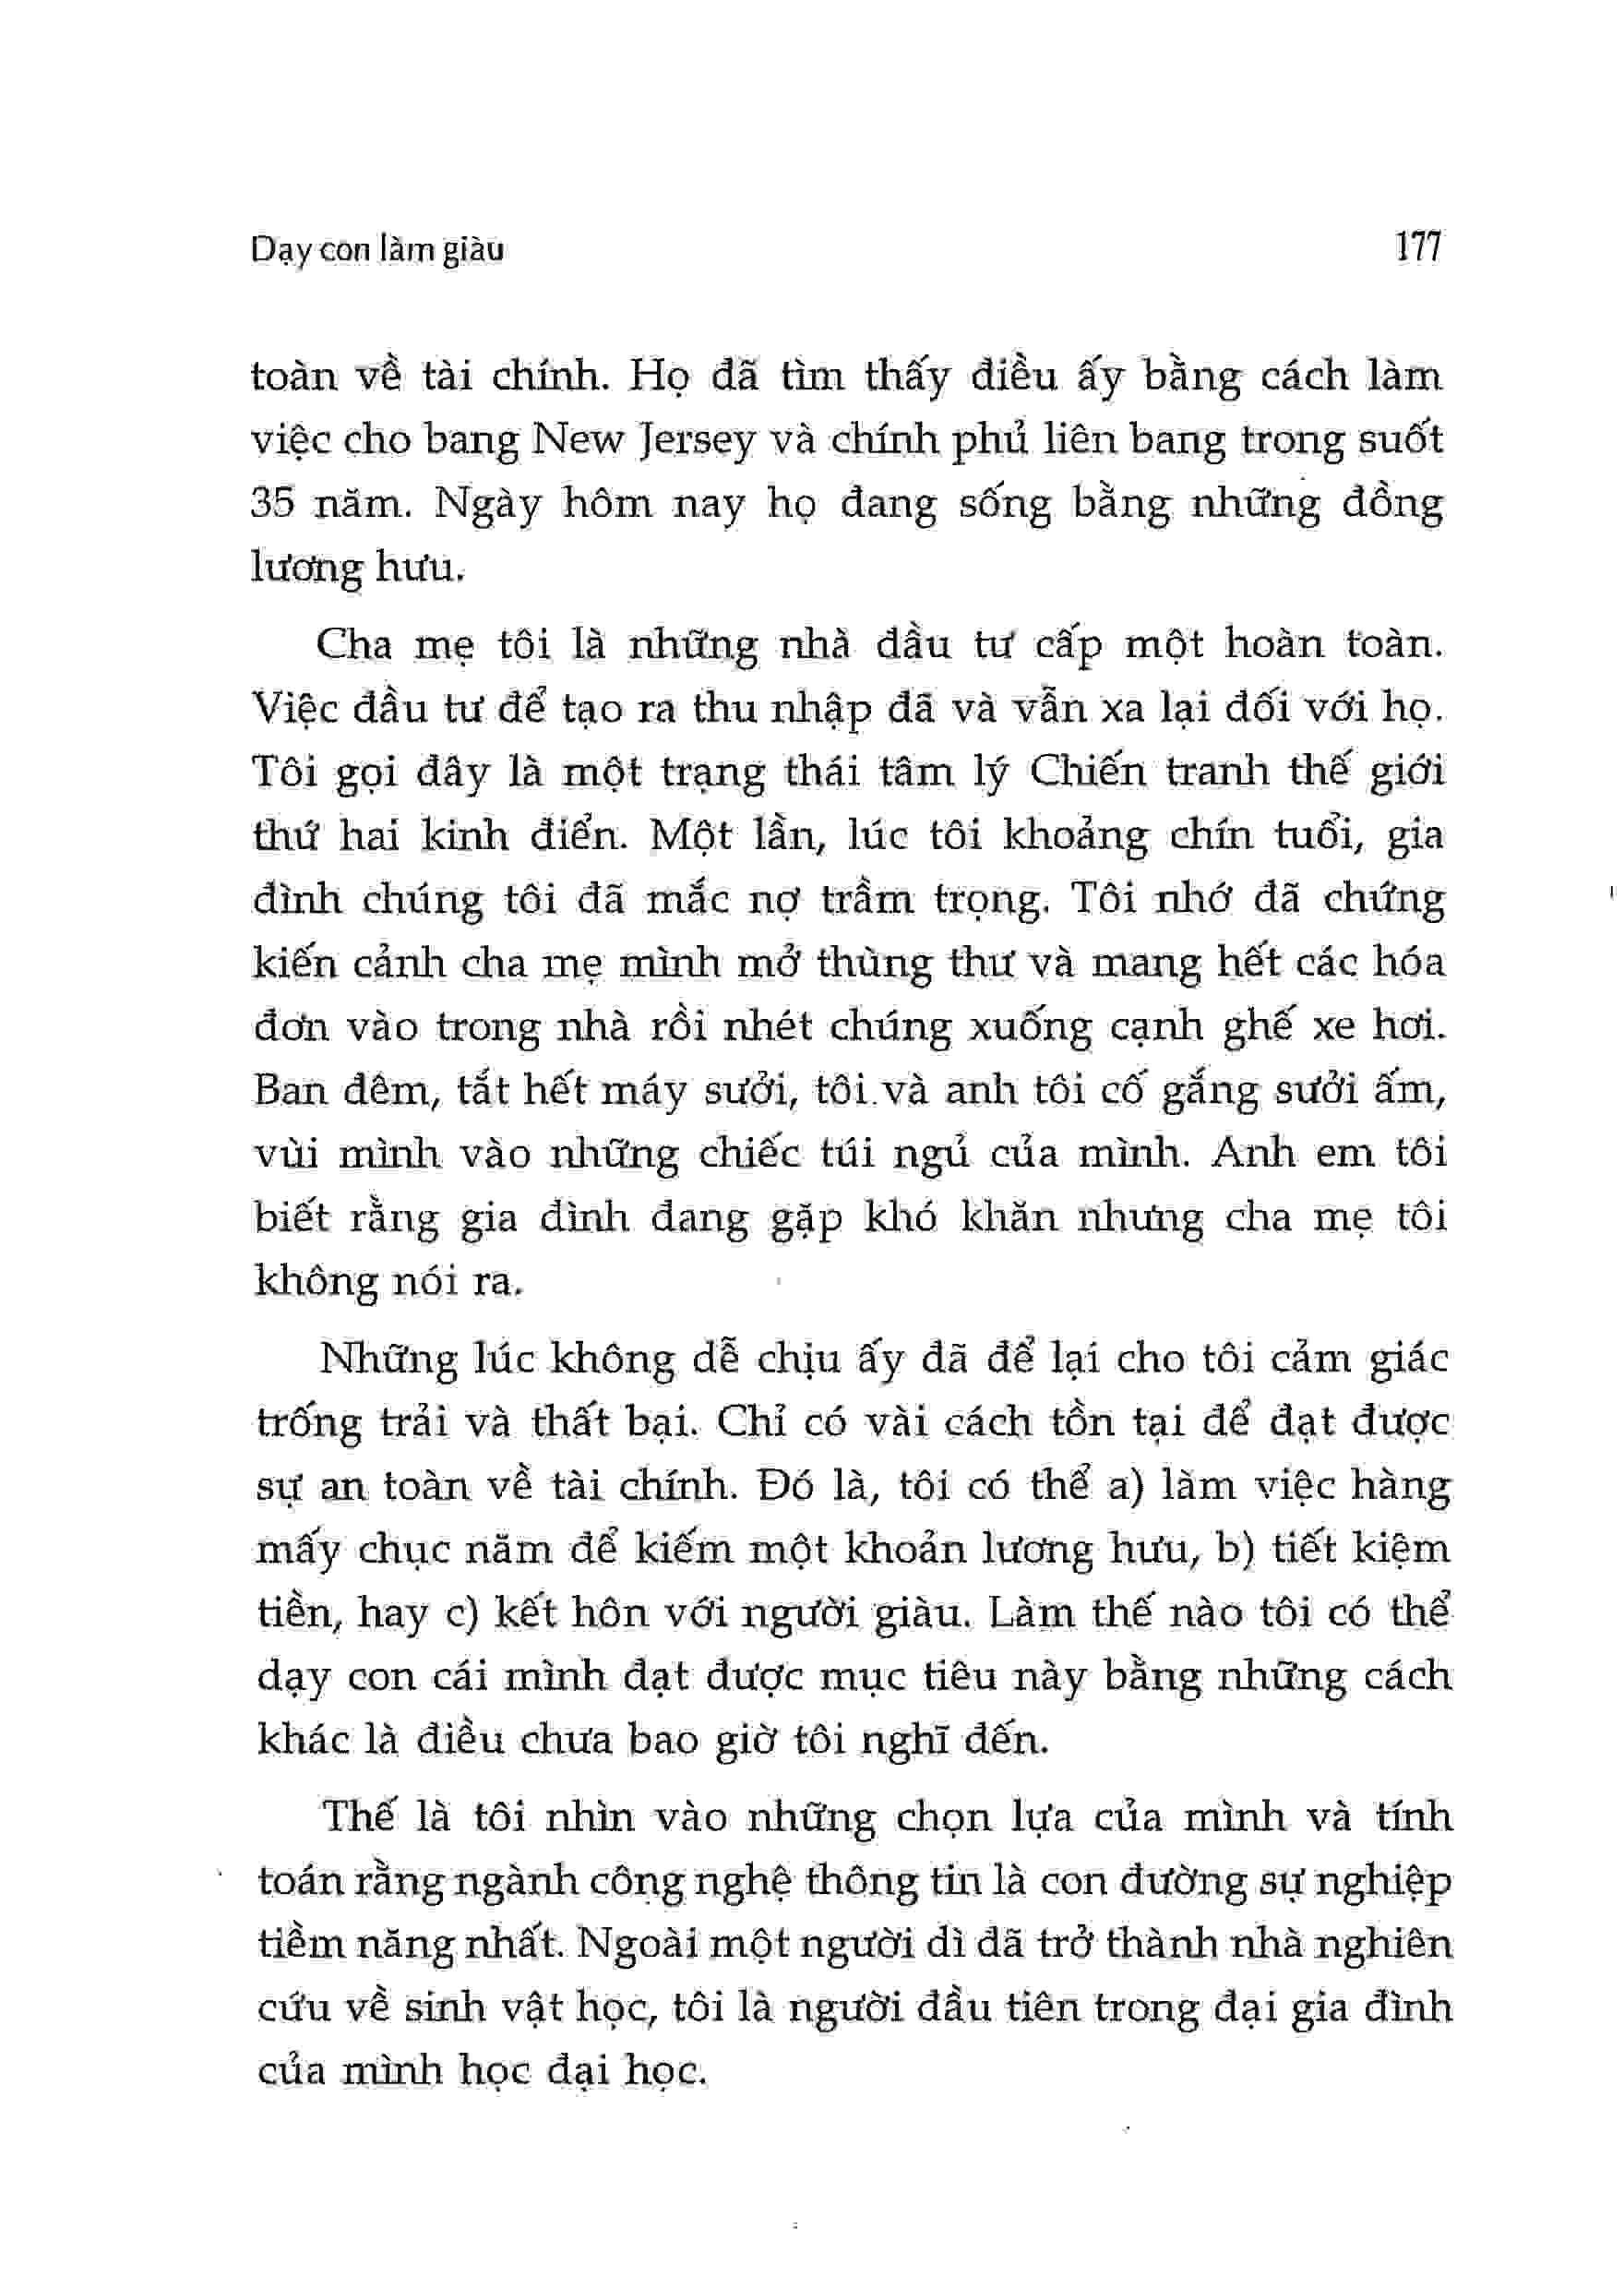 Dạy con làm giàu 177
toàn về tài chính. Họ đã tìm thấy điều ấy bằng cách làm
việc cho bang New Jersey và chính phủ liên bang trong suốt
35 năm. Ngày hôm nay họ đang sống bằng những đồng
lương hưu.
Cha mẹ tôi là những nhà đầu tư cấp một hoàn toàn.
Việc đầu tư để tạo ra thu nhập đã và vẫn xa lại đối với họ.
Tôi gọi đây là một trạng thái tâm lý Chiến tranh thế giới
thứ hai kinh điển. Một lần, lúc tôi khoảng chín tuổi, gia
đình chúng tôi đã mắc nợ trầm trọng. Tôi nhớ đã chứng
kiến cảnh cha mẹ mình mở thùng thư và mang hết các hóa
đơn vào trong nhà rồi nhét chúng xuống cạnh ghế xe hơi.
Ban đêm, tắt hết máy sưởi, tôi và anh tôi cố gắng sưởi ấm,
vùi mình vào những chiếc túi ngủ của mình. Anh em tôi
biết rằng gia đình đang gặp khó khăn nhưng cha mẹ tôi
không nói ra.
Những lúc không dễ chịu ấy đã để lại cho tôi cảm giác
trống trải và thất bại. Chỉ có vài cách tồn tại để đạt được
sự an toàn về tài chính. Đó là, tôi có thể a) làm việc hàng
mấy chục năm để kiếm một khoản lương hưu, b) tiết kiệm
tiền, hay c) kết hôn với người giàu. Làm thế nào tôi có thể
dạy con cái mình đạt được mục tiêu này bằng những cách
khác là điều chưa bao giờ tôi nghĩ đến.
Thế là tôi nhìn vào những chọn lựa của mình và tính
toán rằng ngành công nghệ thông tin là con đường sự nghiệp
tiềm năng nhất. Ngoài một người dì đã trở thành nhà nghiên
cứu về sinh vật học, tôi là người đầu tiên trong đại gia đình
của mình học đại học.